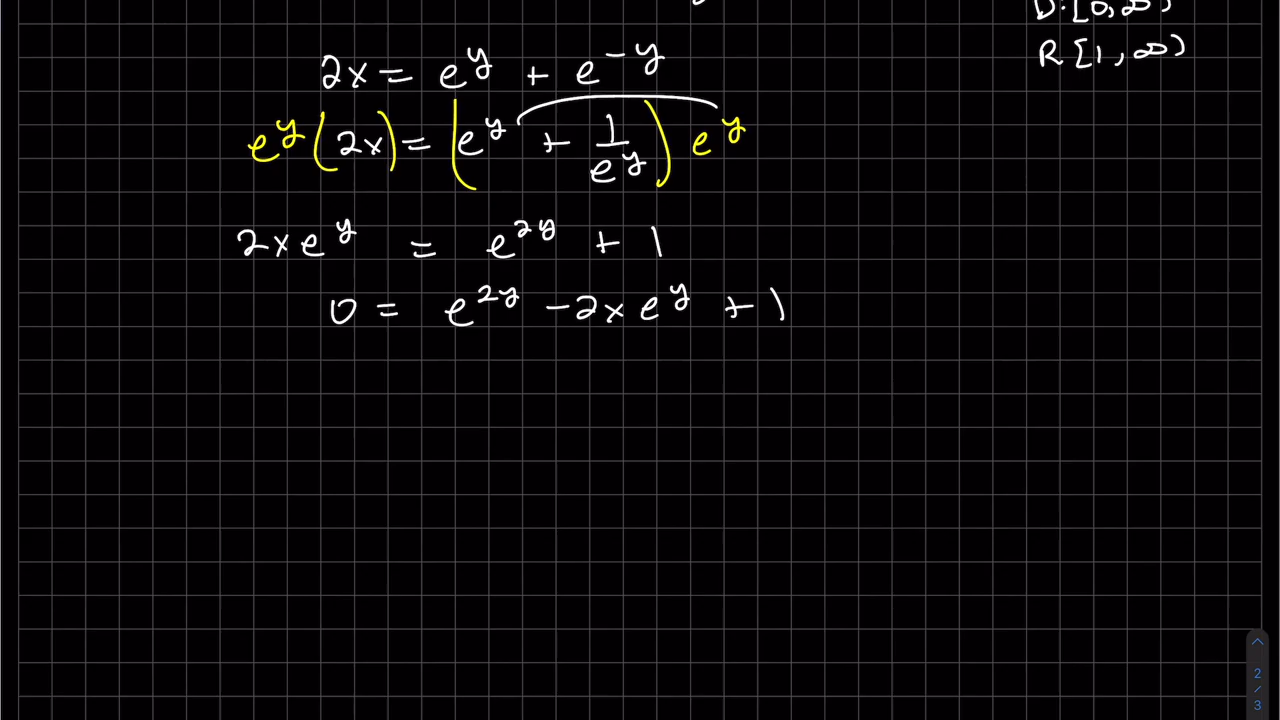 D: [0, ∞)
R [1, ∞)
2x = e^y + e^-y
e^y (2x) = (e^y + 1/e^y) e^y
2xe^y = e^2y + 1
0 = e^2y - 2xe^y + 1
2
/
3